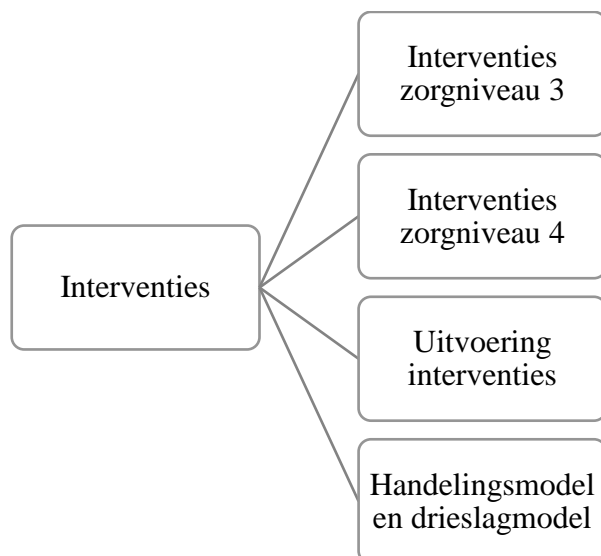 Interventies
Interventies
zorgniveau 3
Interventies
zorgniveau 4
Uitvoering
interventies
Handelingsmodel
en drieslagmodel